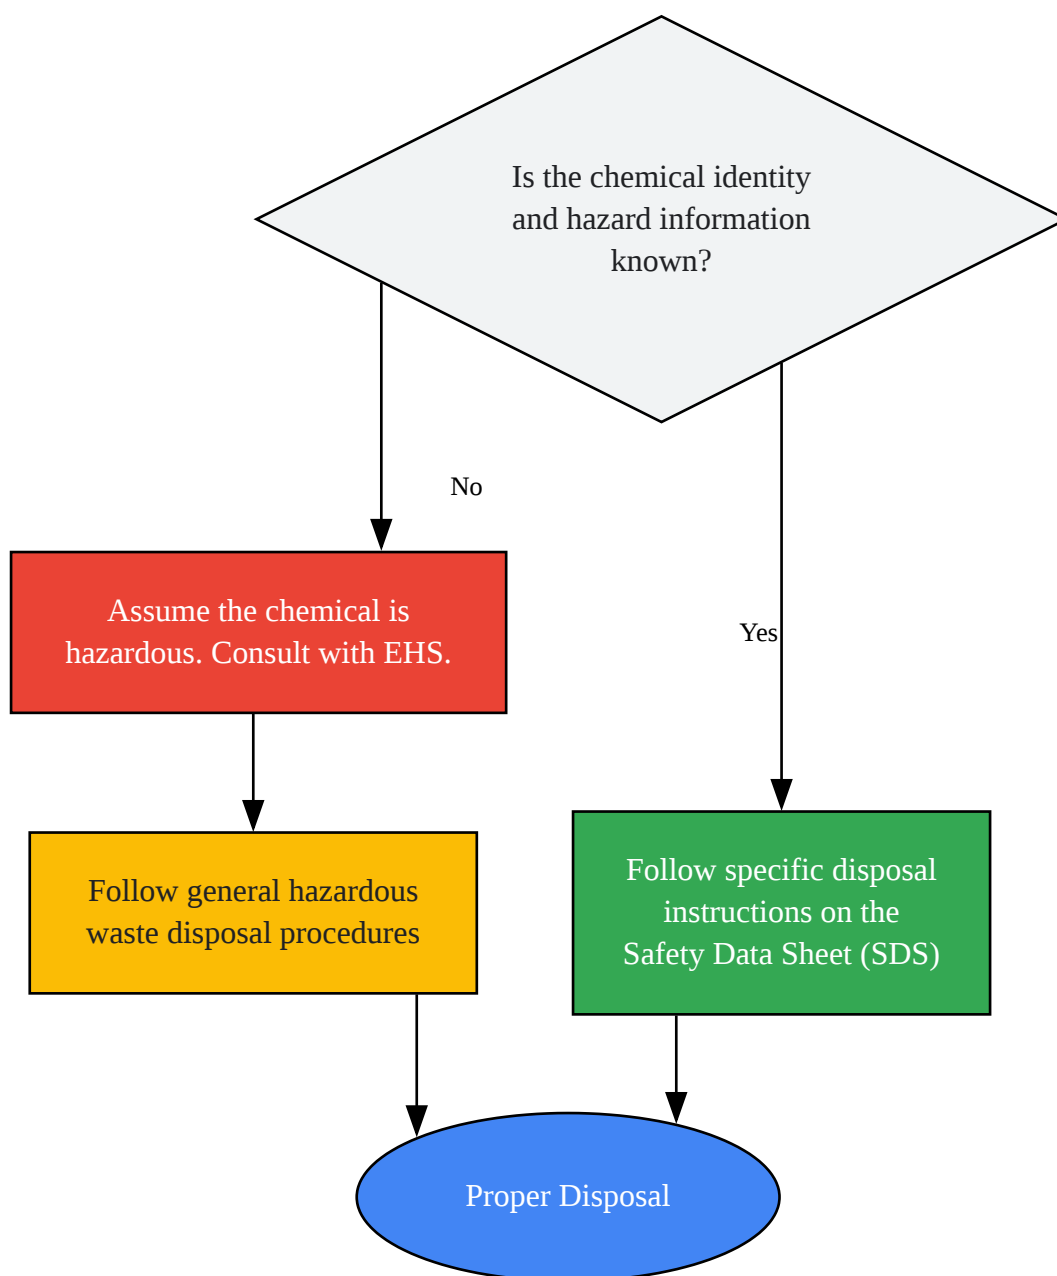 Is the chemical identity
and hazard information
known?
No
Assume the chemical is
hazardous. Consult with EHS.
Yes
Follow general hazardous
waste disposal procedures
Follow specific disposal
instructions on the
Safety Data Sheet (SDS)
Proper Disposal